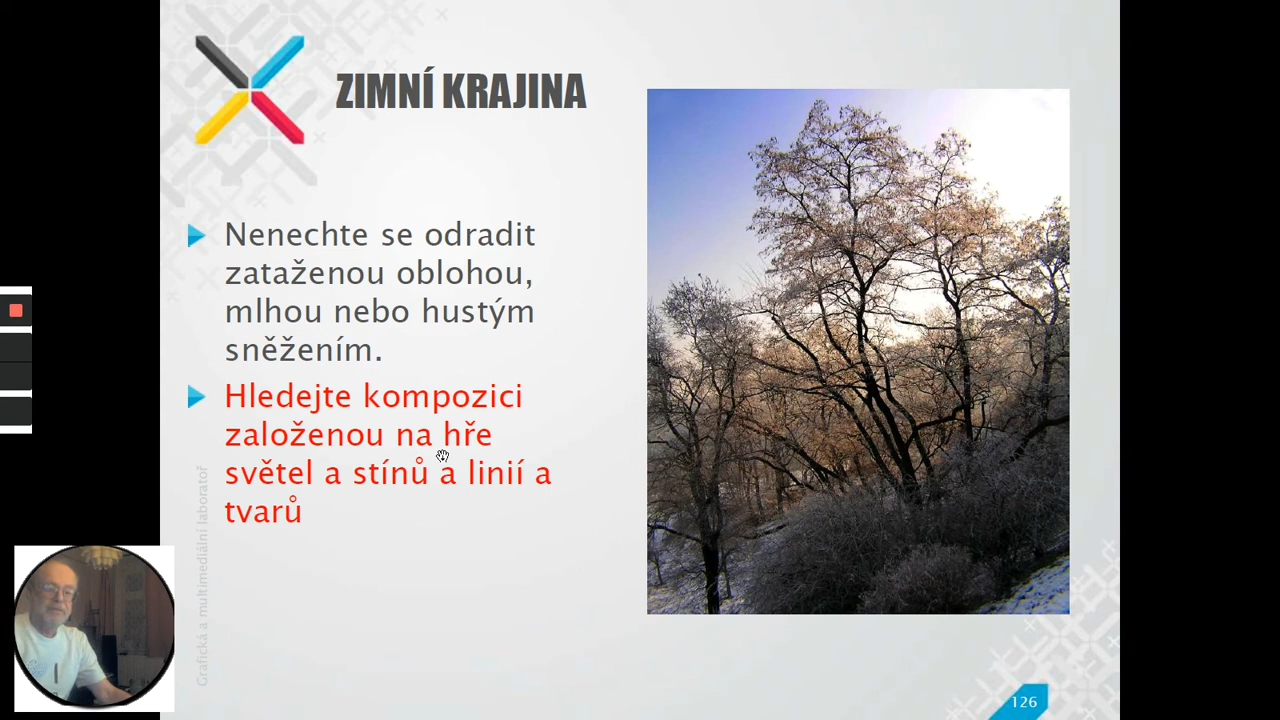 ZIMNÍ KRAJINA
Nenechte se odradit
zataženou oblohou,
mlhou nebo hustým
sněžením.
Hledejte kompozici
založenou na hře
světel a stínů a linií a
tvarů
Grafická a multimediální laboratoř
126